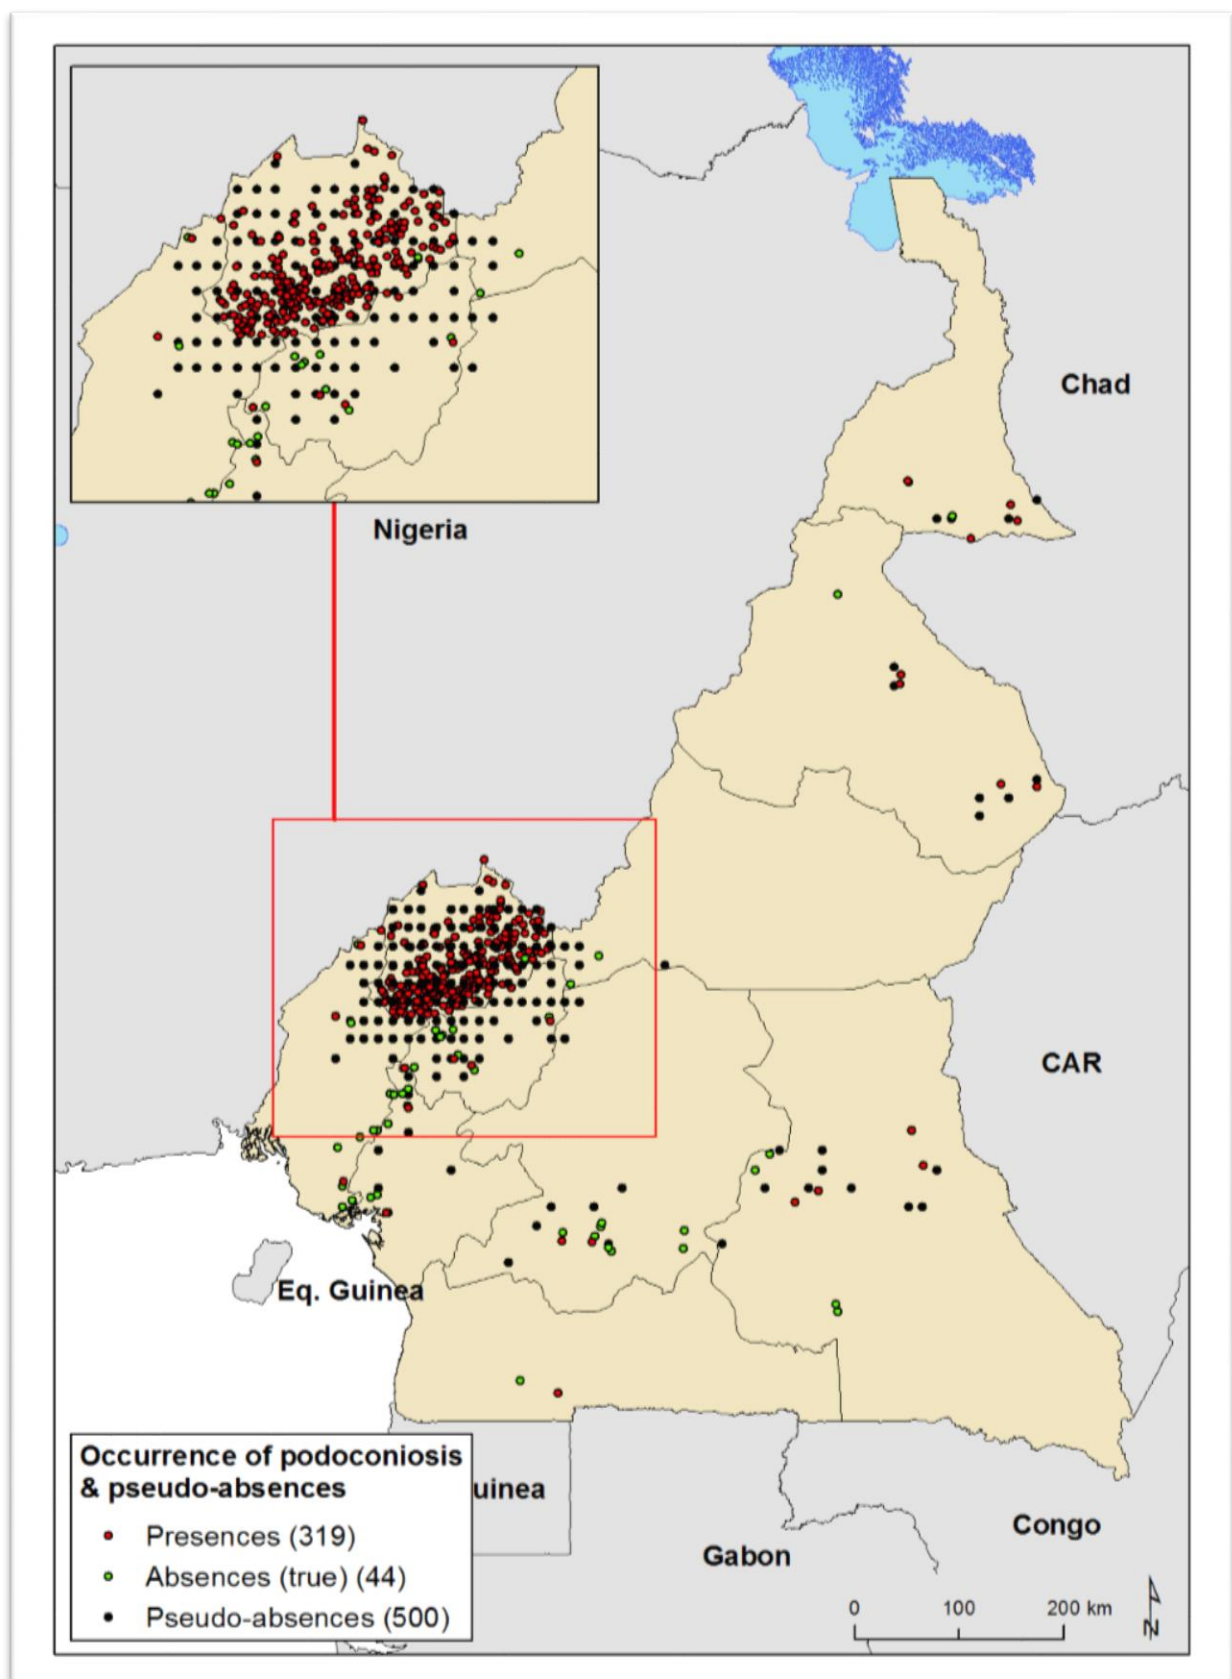 Chad
Nigeria
CAR
Eq. Guinea
Occurrence of podoconiosis
& pseudo-absences
Presences (319)
Absences (true) (44)
Pseudo-absences (500)
uinea
Gabon
Congo
0 100 200 km
N